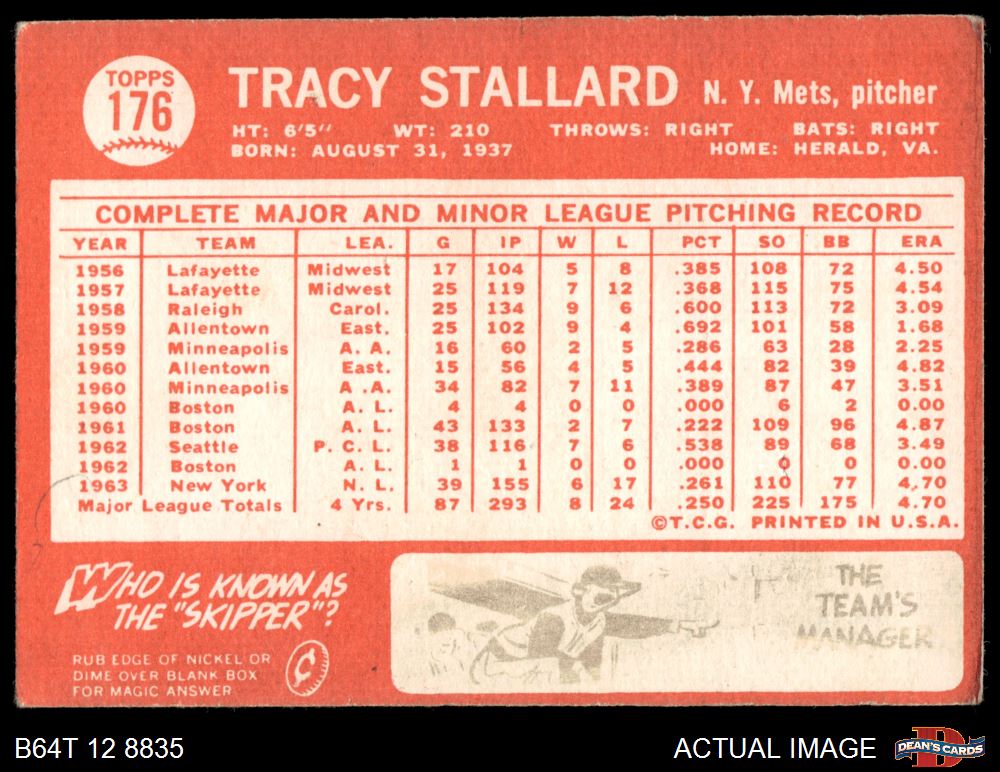 TOPPS
176
TRACY STALLARD N. Y. Mets, pitcher
HT: 6'5" WT: 210 THROWS: RIGHT BATS: RIGHT
BORN: AUGUST 31, 1937 HOME: HERALD, VA.
COMPLETE MAJOR AND MINOR LEAGUE PITCHING RECORD
YEAR TEAM LEA. G IP W L PCT SO BB ERA
1956 Lafayette Midwest 17 104 5 8 .385 108 72 4.50
1957 Lafayette Midwest 25 119 7 12 .368 115 75 4.54
1958 Raleigh Carol. 25 134 9 6 .600 113 72 3.09
1959 Allentown East. 25 102 9 4 .692 101 58 1.68
1959 Minneapolis A. A. 16 60 2 5 .286 63 28 2.25
1960 Allentown East. 15 56 4 5 .444 82 39 4.82
1960 Minneapolis A .A. 34 82 7 11 .389 87 47 3.51
1960 Boston A. L. 4 4 0 0 .000 6 2 0.00
1961 Boston A. L. 43 133 2 7 .222 109 96 4.87
1962 Seattle P. C. L. 38 116 7 6 .538 89 68 3.49
1962 Boston A. L. 1 1 0 0 .000 0 0 0.00
1963 New York N. L. 39 155 6 17 .261 110 77 4.70
Major League Totals 4 Yrs. 87 293 8 24 .250 225 175 4.70
©T.C.G. PRINTED IN U.S.A.
WHO IS KNOWN AS
THE "SKIPPER"?
RUB EDGE OF NICKEL OR
DIME OVER BLANK BOX
FOR MAGIC ANSWER
THE
TEAM'S
MANAGER
B64T 12 8835 ACTUAL IMAGE DEAN'S CARDS